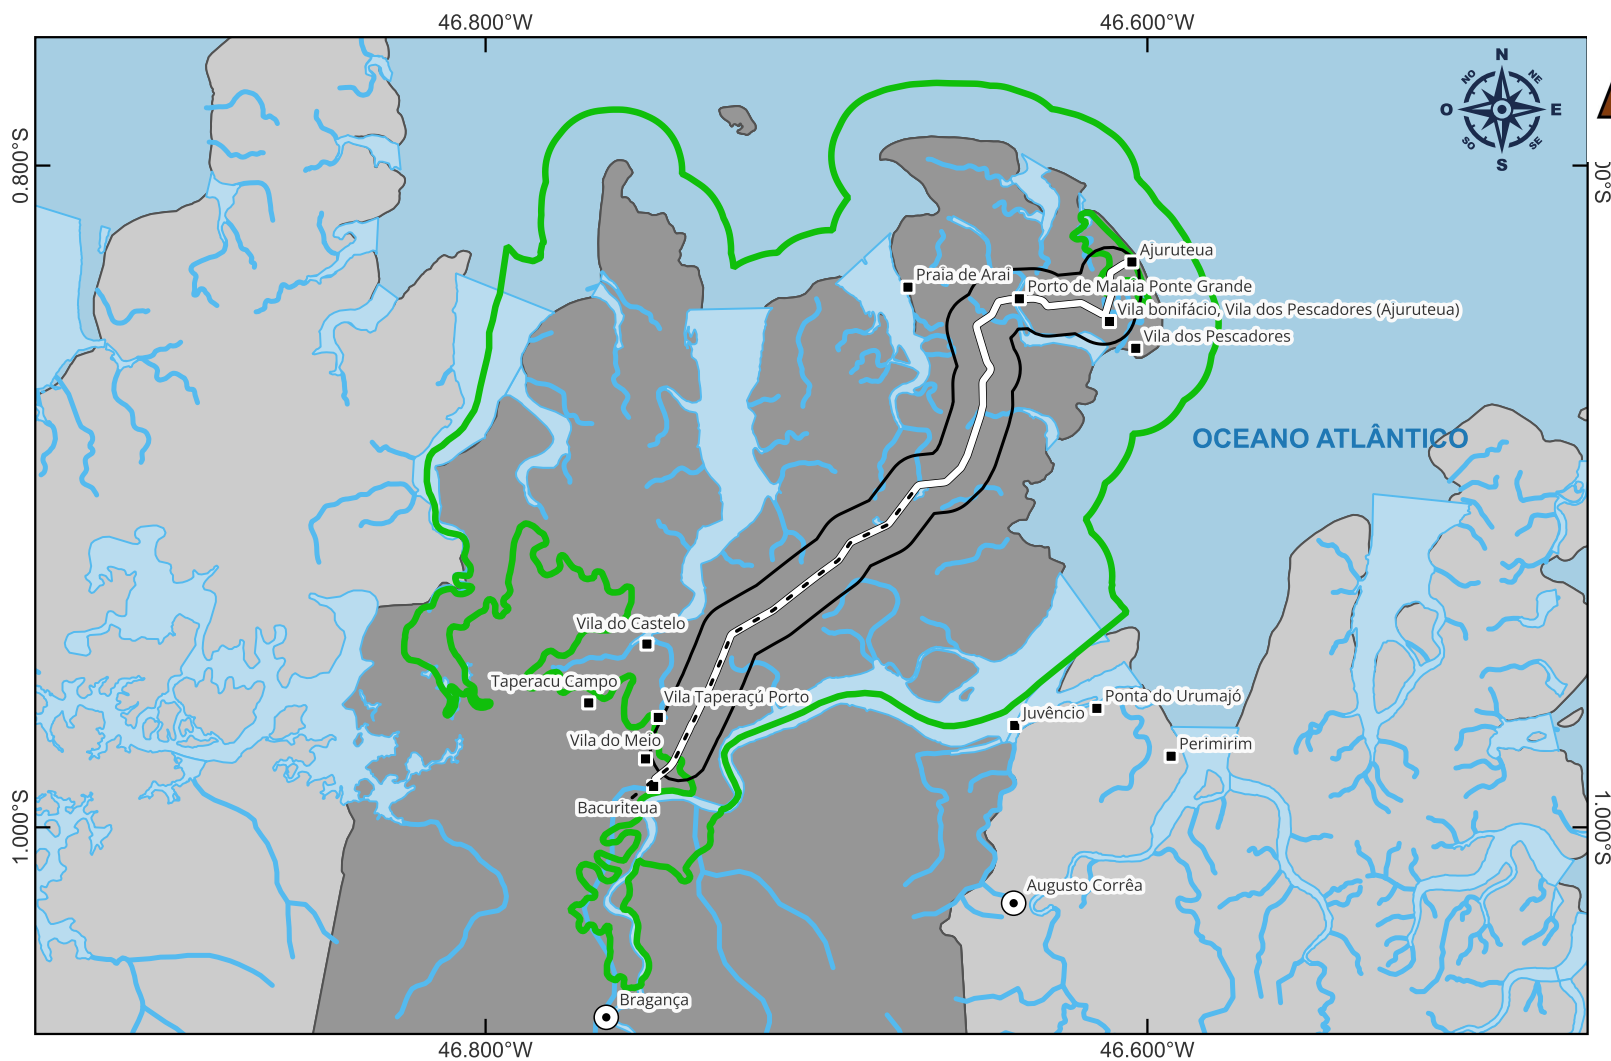 46.800°W
46.600°W
N
NO
NE
O
E
SO
SE
S
0.800°S
00°S
Ajuruteua
Praia de Arai
Porto de Malaia Ponte Grande
Vila bonifácio, Vila dos Pescadores (Ajuruteua)
Vila dos Pescadores
OCEANO ATLÂNTICO
Vila do Castelo
Taperacu Campo
Vila Taperaçú Porto
Ponta do Urumajó
Juvêncio
Vila do Meio
Perimirim
Bacuriteua
1.000°S
1.000°S
Augusto Corrêa
Bragança
46.800°W
46.600°W